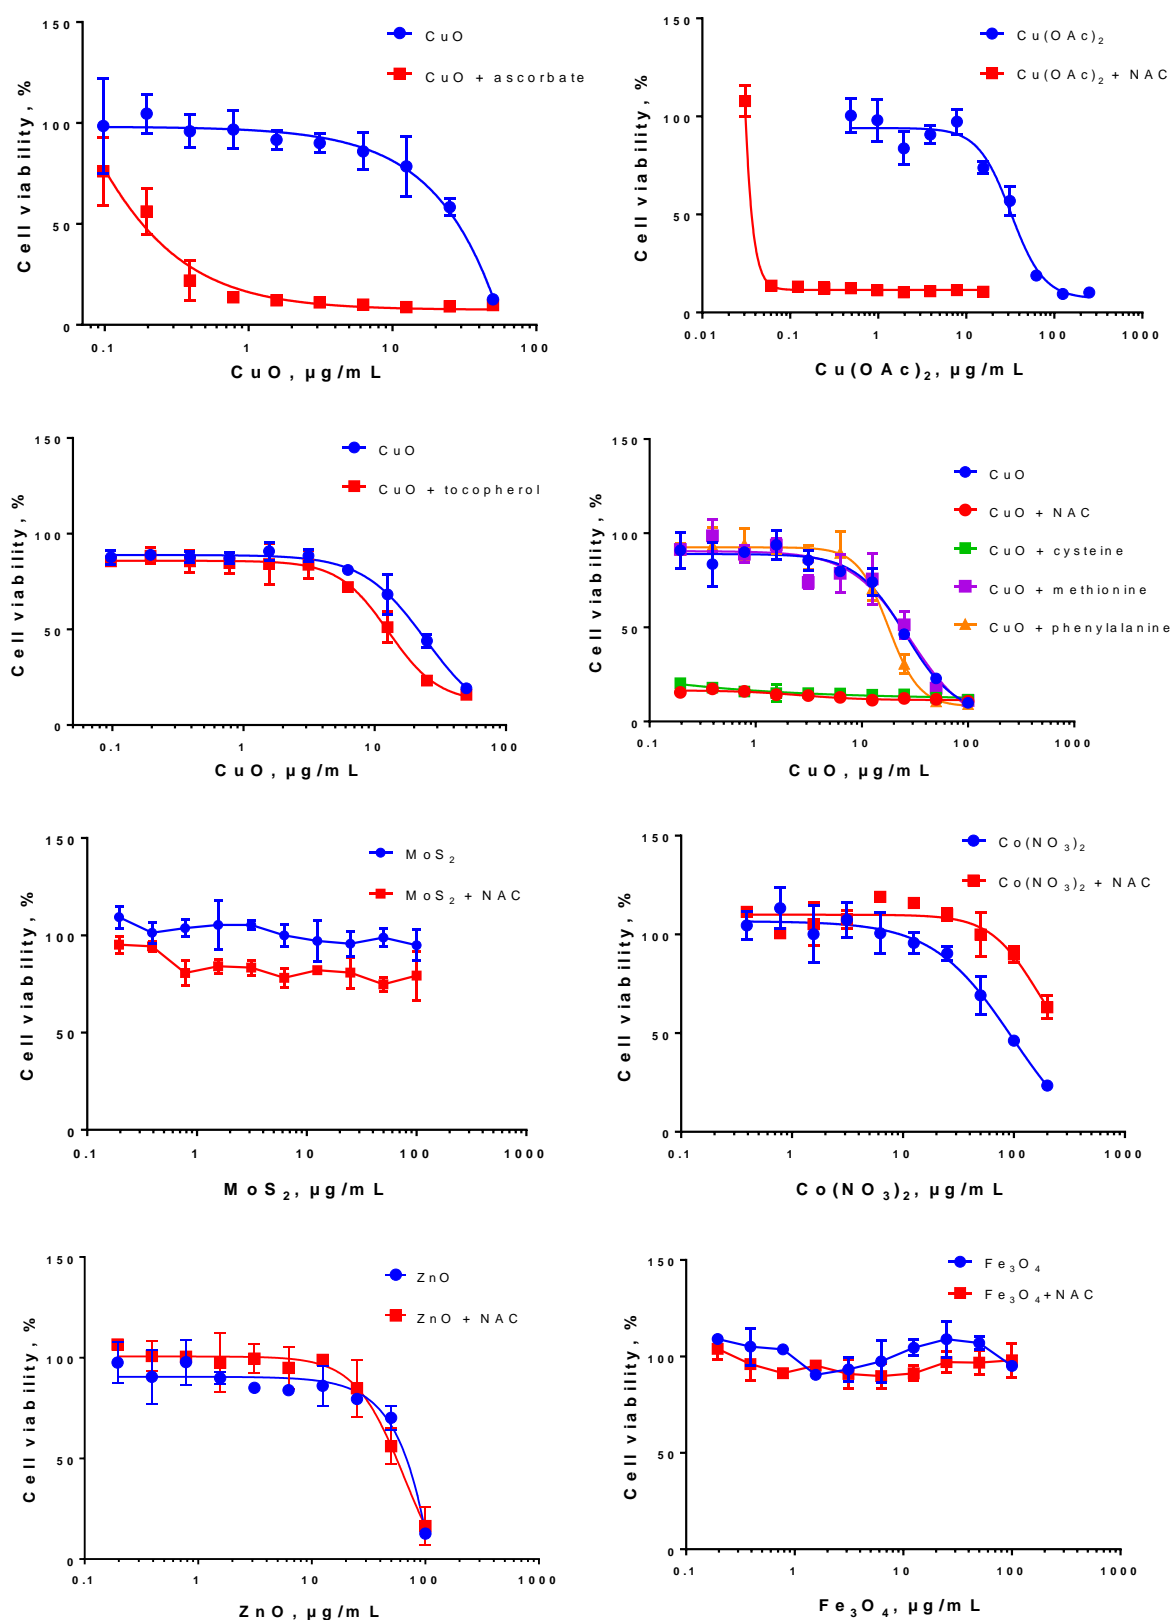 150
100
50
0
Cell viability, %
CuO
CuO + ascorbate
0.1 1 10 100
CuO, µg/mL
150
100
50
0
Cell viability, %
Cu(OAc)₂
Cu(OAc)₂ + NAC
0.01 0.1 1 10 100 1000
Cu(OAc)₂, µg/mL
150
100
50
0
Cell viability, %
CuO
CuO + tocopherol
0.1 1 10 100
CuO, µg/mL
150
100
50
0
Cell viability, %
CuO
CuO + NAC
CuO + cysteine
CuO + methionine
CuO + phenylalanine
0.1 1 10 100 1000
CuO, µg/mL
150
100
50
0
Cell viability, %
MoS₂
MoS₂ + NAC
0.1 1 10 100 1000
MoS₂, µg/mL
150
100
50
0
Cell viability, %
Co(NO₃)₂
Co(NO₃)₂ + NAC
0.1 1 10 100 1000
Co(NO₃)₂, µg/mL
150
100
50
0
Cell viability, %
ZnO
ZnO + NAC
0.1 1 10 100 1000
ZnO, µg/mL
150
100
50
0
Cell viability, %
Fe₃O₄
Fe₃O₄+NAC
0.1 1 10 100 1000
Fe₃O₄, µg/mL